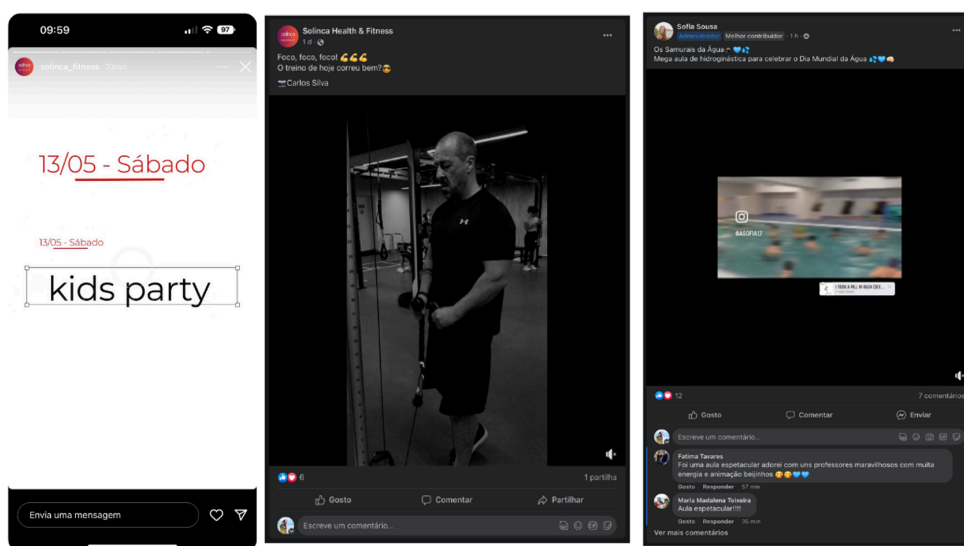 09:59
97
solinca_fitness 30min
13/05 - Sábado
13/05 - Sábado
kids party
Envia uma mensagem
Solinca Health & Fitness
1 d
Foco, foco, foco!
O treino de hoje correu bem?
Carlos Silva
6
1 partilha
Gosto
Comentar
Partilhar
Escreve um comentário...
Sofia Sousa
Administrador Melhor contribuidor · 1 h ·
Os Samurais da Água
Mega aula de hidroginástica para celebrar o Dia Mundial da Água
@ASOFIA17
I TOOK A PILL IN IBIZA
12
7 comentários
Gosto
Comentar
Enviar
Escreve um comentário...
Fatima Tavares
Foi uma aula espetacular adorei com uns professores maravilhosos com muita
energia e animação beijinhos
Gosto Responder 57 min
Maria Madalena Teixeira
Aula espetacular!!!!
Gosto Responder 35 min
Ver mais comentários